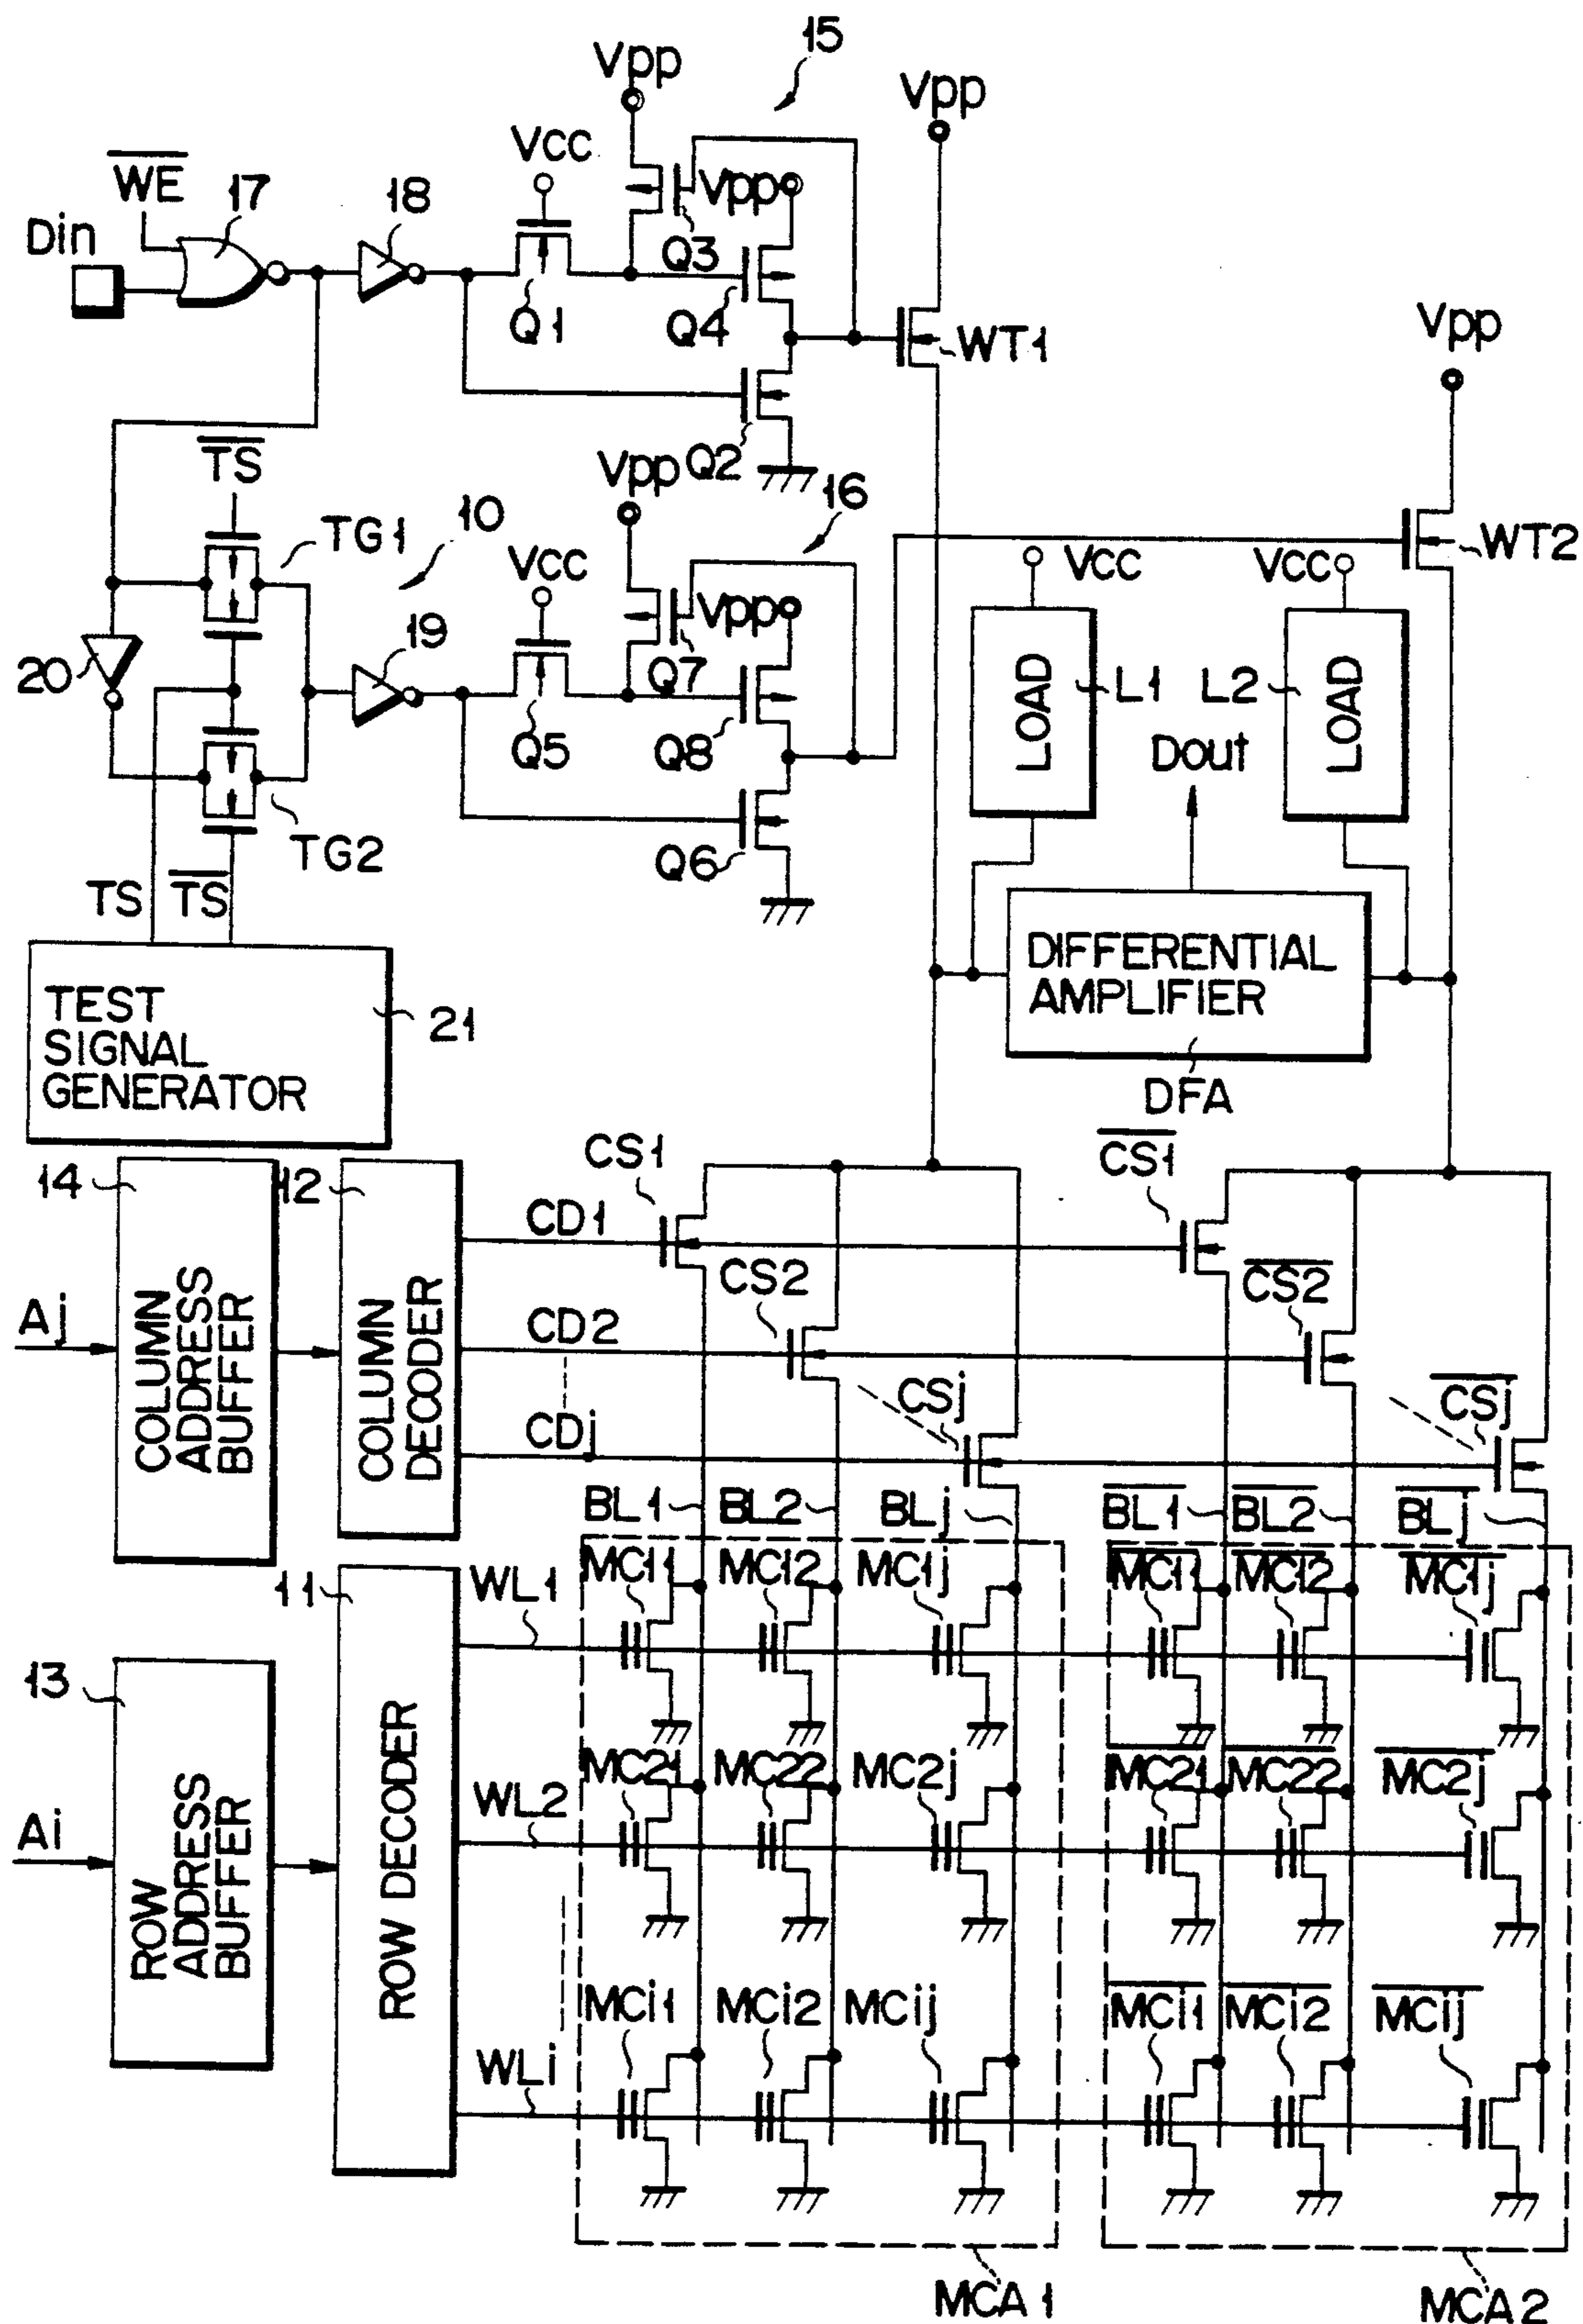 15
Vpp
Vpp
VCC
WE
17
18
Vpp
Din
Q3
Q1
Q4
WT1
Vpp
Q2
TS
Vpp
16
10
TG1
VCC
WT2
VCC
VCC
19
Vpp
20
Q7
LOAD
L1
L2
LOAD
Q5
Q8
Dout
TG2
Q6
TS
TS
DIFFERENTIAL
AMPLIFIER
TEST
SIGNAL
GENERATOR
21
DFA
CS1
CS1
14
12
CD1
CS2
CS2
Aj
COLUMN
ADDRESS
BUFFER
COLUMN
DECODER
CD2
CSj
CSj
CDj
BL1
BL2
BLj
BL1
BL2
BLj
11
WL1
MC11
MC12
MC1j
MC11
MC12
MC1j
13
WL2
MC21
MC22
MC2j
MC21
MC22
MC2j
Ai
ROW
ADDRESS
BUFFER
ROW DECODER
WLi
MCi1
MCi2
MCij
MCi1
MCi2
MCij
MCA1
MCA2